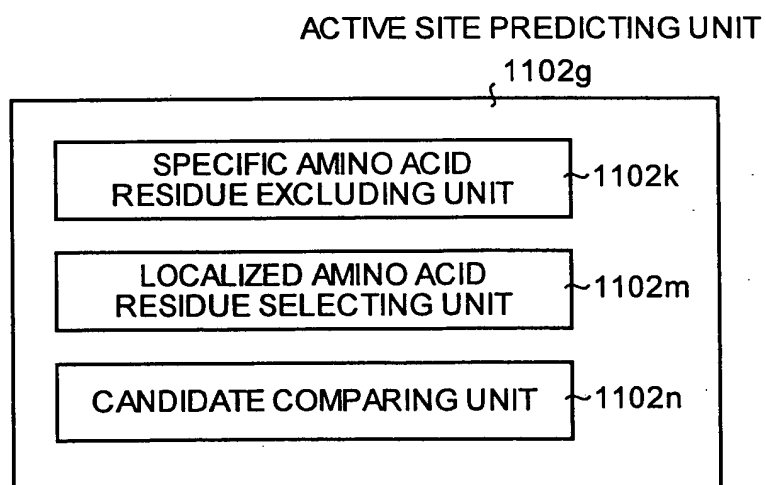 ACTIVE SITE PREDICTING UNIT
1102g
SPECIFIC AMINO ACID
RESIDUE EXCLUDING UNIT
1102k
LOCALIZED AMINO ACID
RESIDUE SELECTING UNIT
1102m
CANDIDATE COMPARING UNIT
1102n